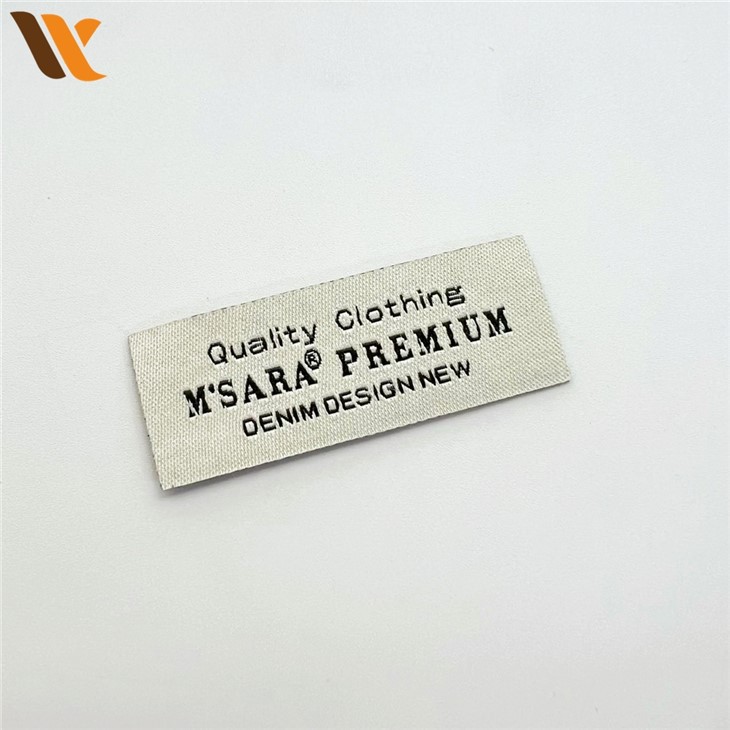 Quality Clothing
M'SARA® PREMIUM
DENIM DESIGN NEW